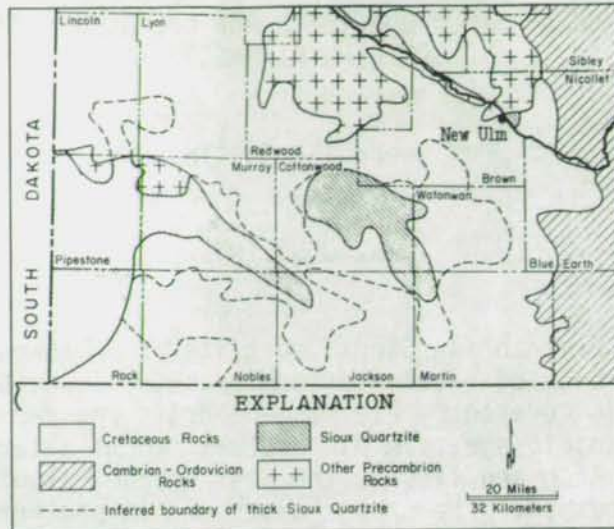 Lincoln
Lyon
Sibley
Nicollet
New Ulm
Redwood
Murray
Cottonwood
Brown
Watonwan
SOUTH DAKOTA
Pipestone
Blue Earth
Rock
Nobles
Jackson
Martin
EXPLANATION
Cretaceous Rocks
Sioux Quartzite
Cambrian - Ordovician
Rocks
Other Precambrian
Rocks
20 Miles
32 Kilometers
Inferred boundary of thick Sioux Quartzite